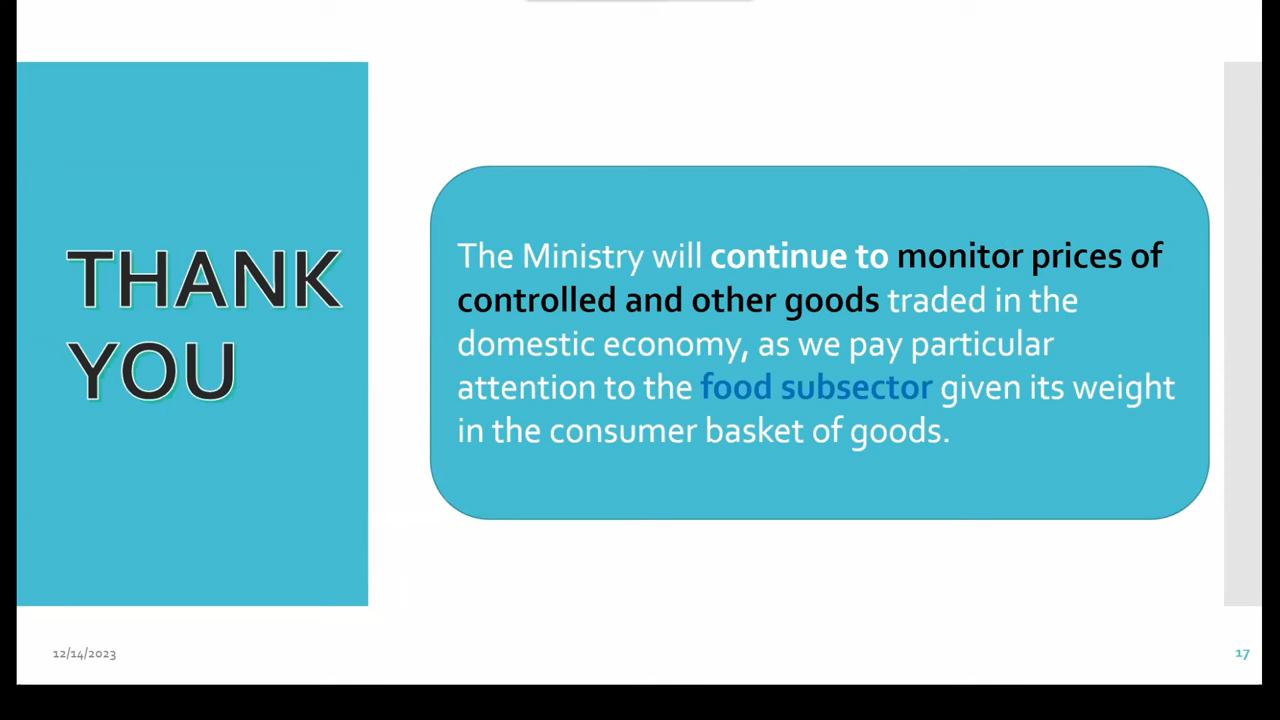 THANK
YOU
The Ministry will continue to monitor prices of
controlled and other goods traded in the
domestic economy, as we pay particular
attention to the food subsector given its weight
in the consumer basket of goods.
12/14/2023
17